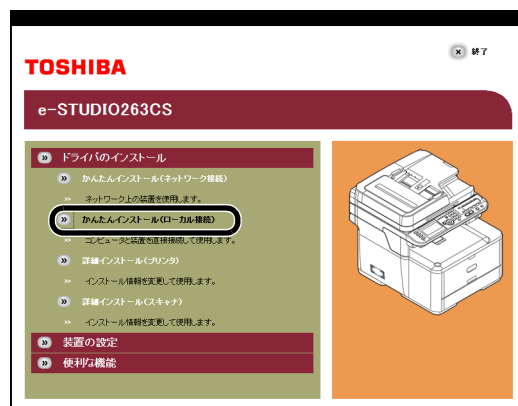 終了
TOSHIBA
e-STUDIO263CS
ドライバのインストール
かんたんインストール(ネットワーク接続)
ネットワーク上の装置を使用します。
かんたんインストール(ローカル接続)
コンピュータと装置を直接接続して使用します。
詳細インストール(プリンタ)
インストール情報を変更して使用します。
詳細インストール(スキャナ)
インストール情報を変更して使用します。
装置の設定
便利な機能